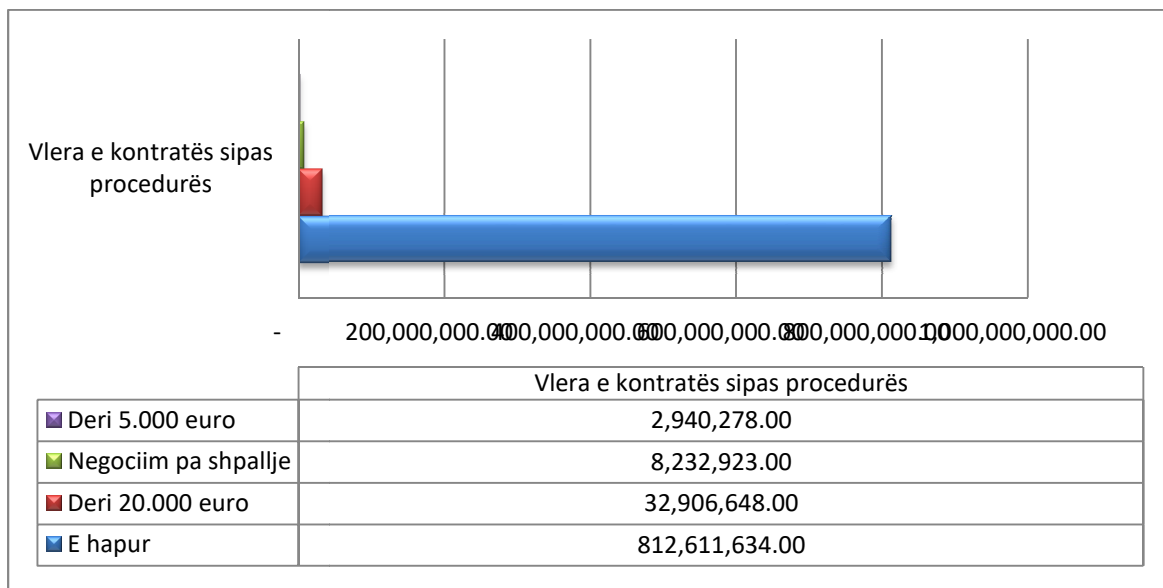 Vlera e kontratës sipas
procedurës
- 200,000,000.00 400,000,000.00 600,000,000.00 800,000,000.00 1,000,000,000.00
Vlera e kontratës sipas procedurës
Deri 5.000 euro 2,940,278.00
Negociim pa shpallje 8,232,923.00
Deri 20.000 euro 32,906,648.00
E hapur 812,611,634.00